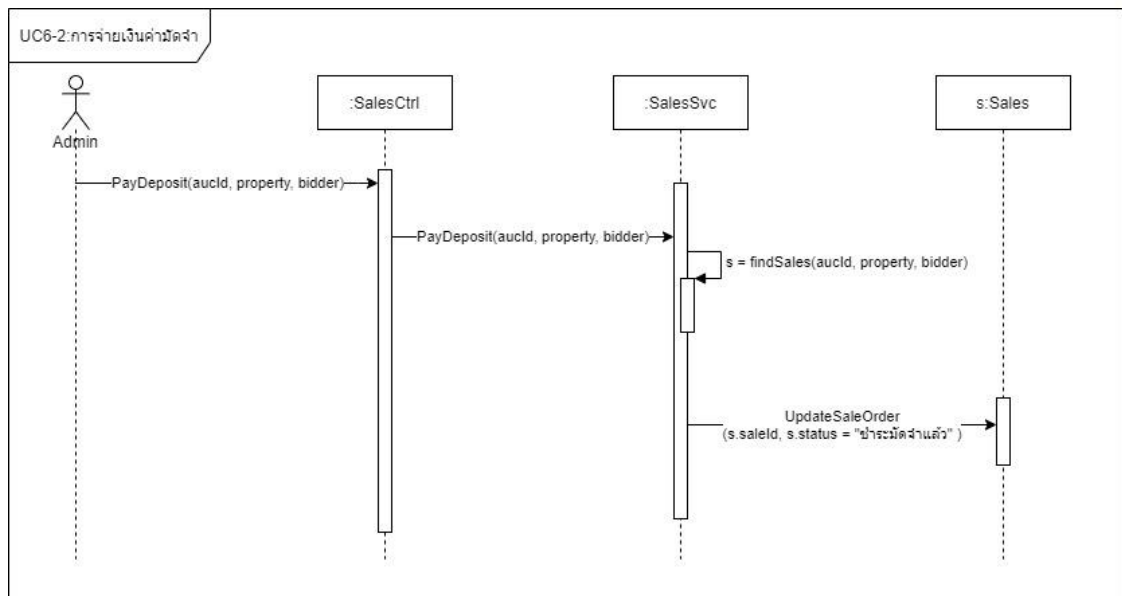 UC6-2:การจ่ายเงินค่ามัดจำ
:SalesCtrl
:SalesSvc
s:Sales
Admin
PayDeposit(aucId, property, bidder)
PayDeposit(aucId, property, bidder)
s = findSales(aucId, property, bidder)
UpdateSaleOrder
(s.saleId, s.status = "ชำระมัดจำแล้ว" )